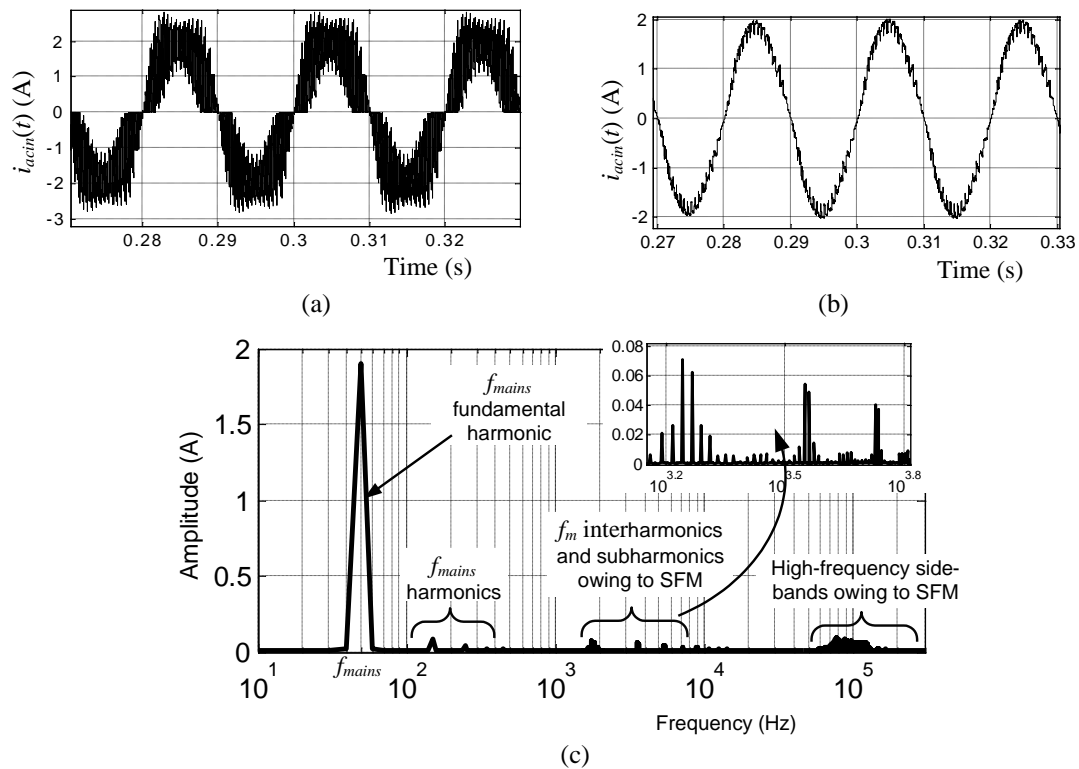 2
1
0
-1
-2
-3
i_acin(t) (A)
0.28 0.29 0.3 0.31 0.32
Time (s)
(a)
2
1
0
-1
-2
i_acin(t) (A)
0.27 0.28 0.29 0.3 0.31 0.32 0.33
Time (s)
(b)
2
1.5
1
0.5
0
Amplitude (A)
f_mains
fundamental
harmonic
f_mains
harmonics
f_m interharmonics
and subharmonics
owing to SFM
High-frequency side-
bands owing to SFM
0.08
0.06
0.04
0.02
0
10^3.2 10^3.5 10^3.8
f_mains
10^1 10^2 10^3 10^4 10^5
Frequency (Hz)
(c)